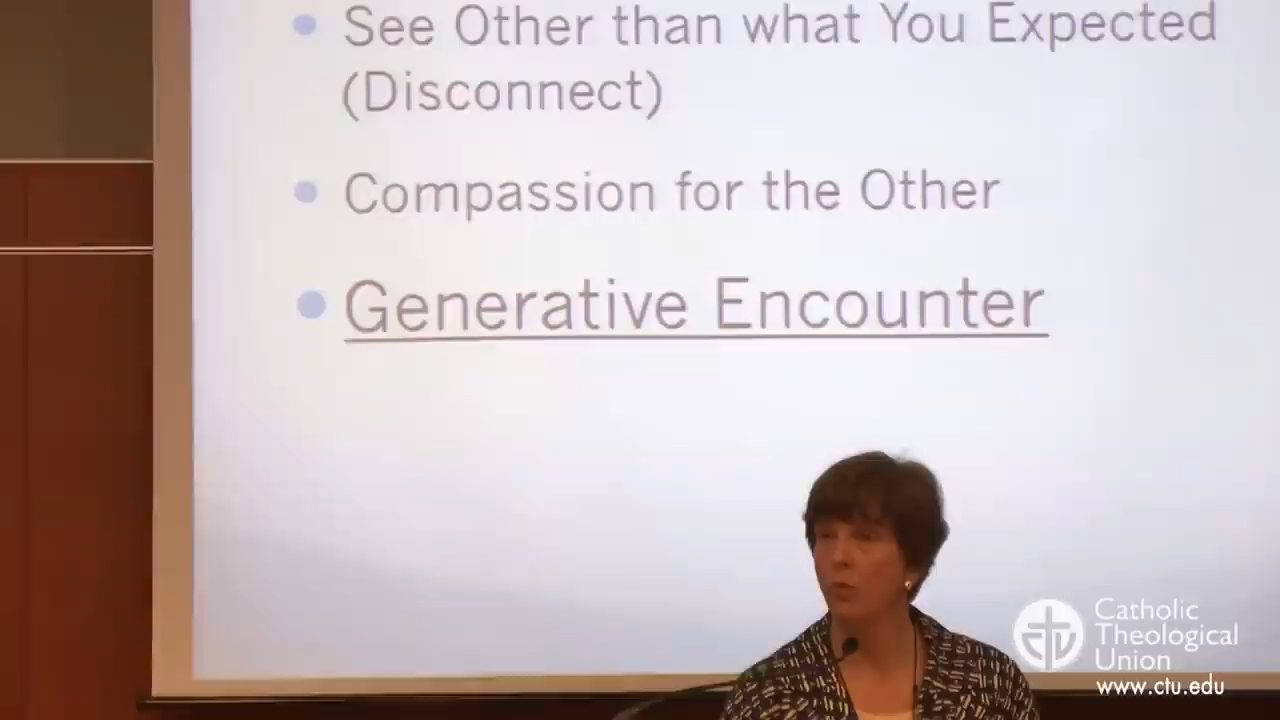 See Other than what You Expected
(Disconnect)
Compassion for the Other
Generative Encounter
Catholic
Theological
Union
www.ctu.edu